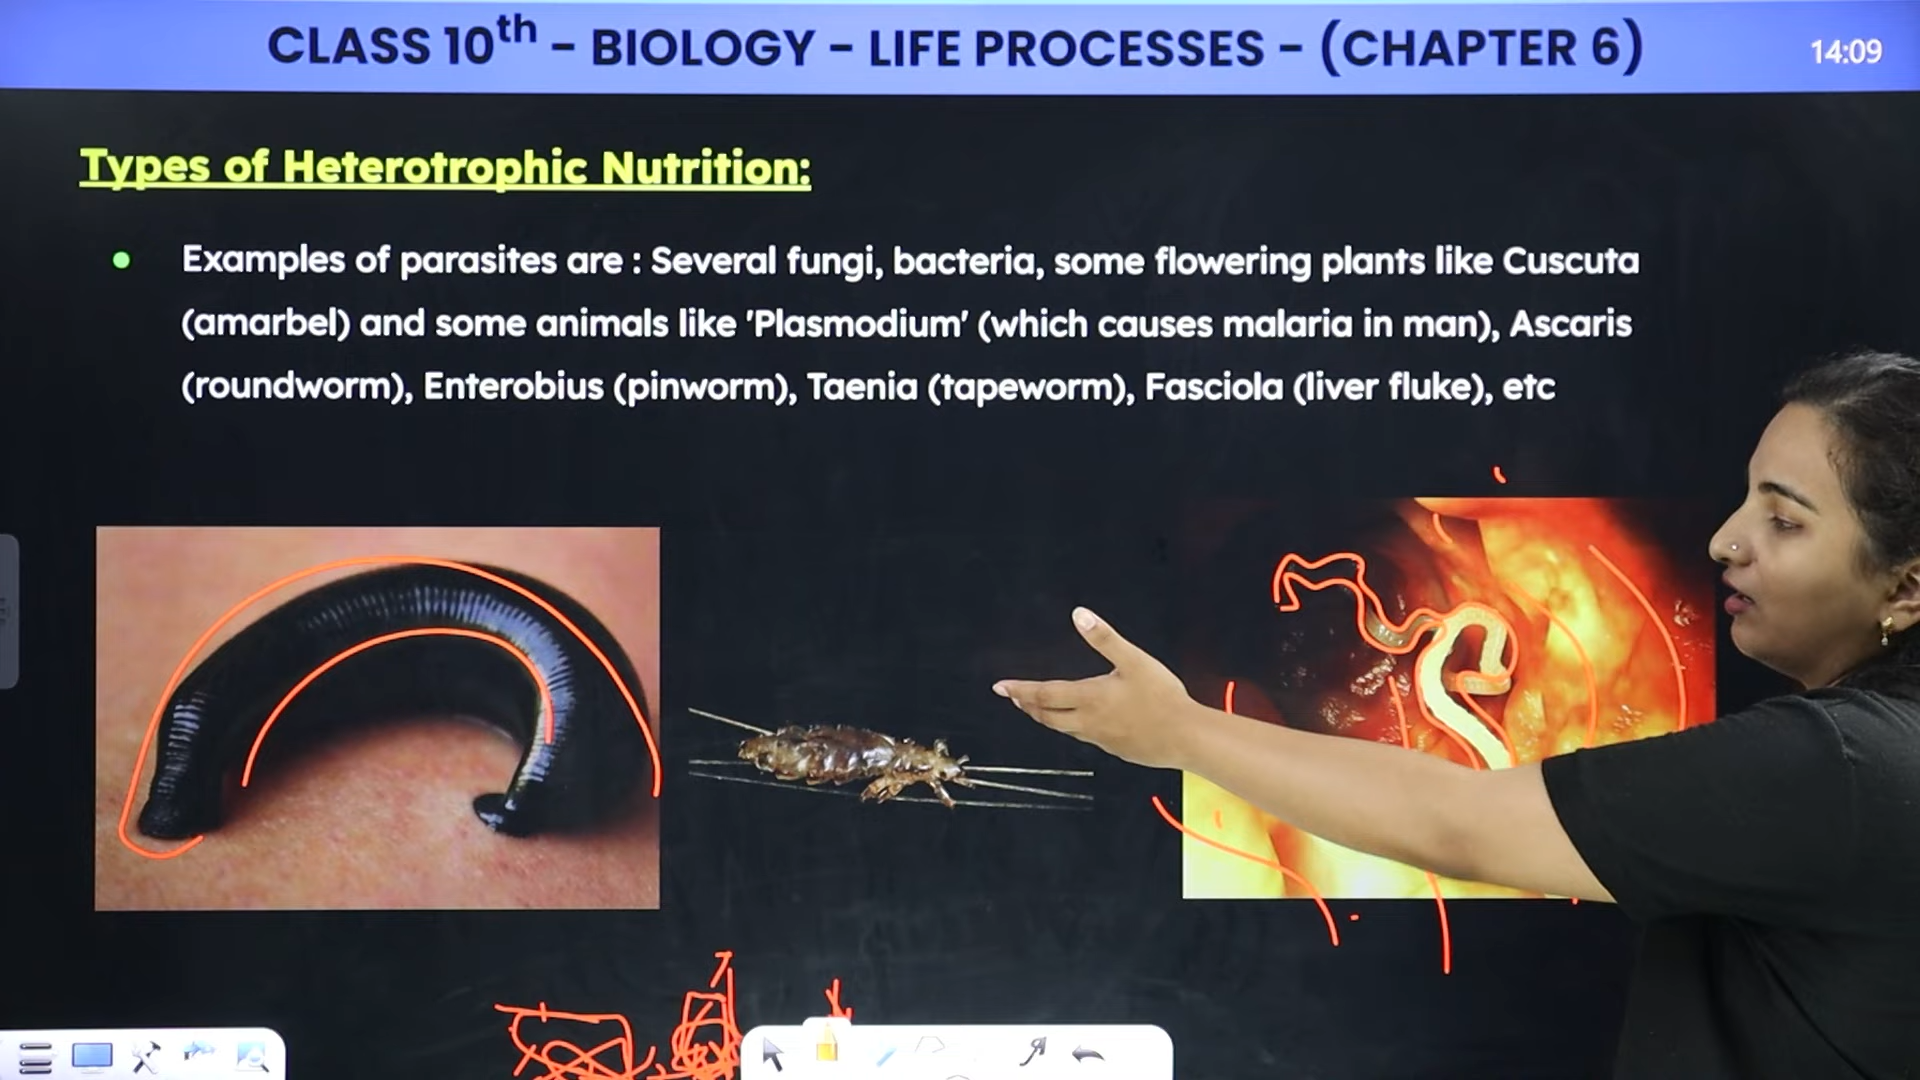 CLASS 10th - BIOLOGY - LIFE PROCESSES - (CHAPTER 6)
14:09
Types of Heterotrophic Nutrition:
Examples of parasites are : Several fungi, bacteria, some flowering plants like Cuscuta
(amarbel) and some animals like 'Plasmodium' (which causes malaria in man), Ascaris
(roundworm), Enterobius (pinworm), Taenia (tapeworm), Fasciola (liver fluke), etc